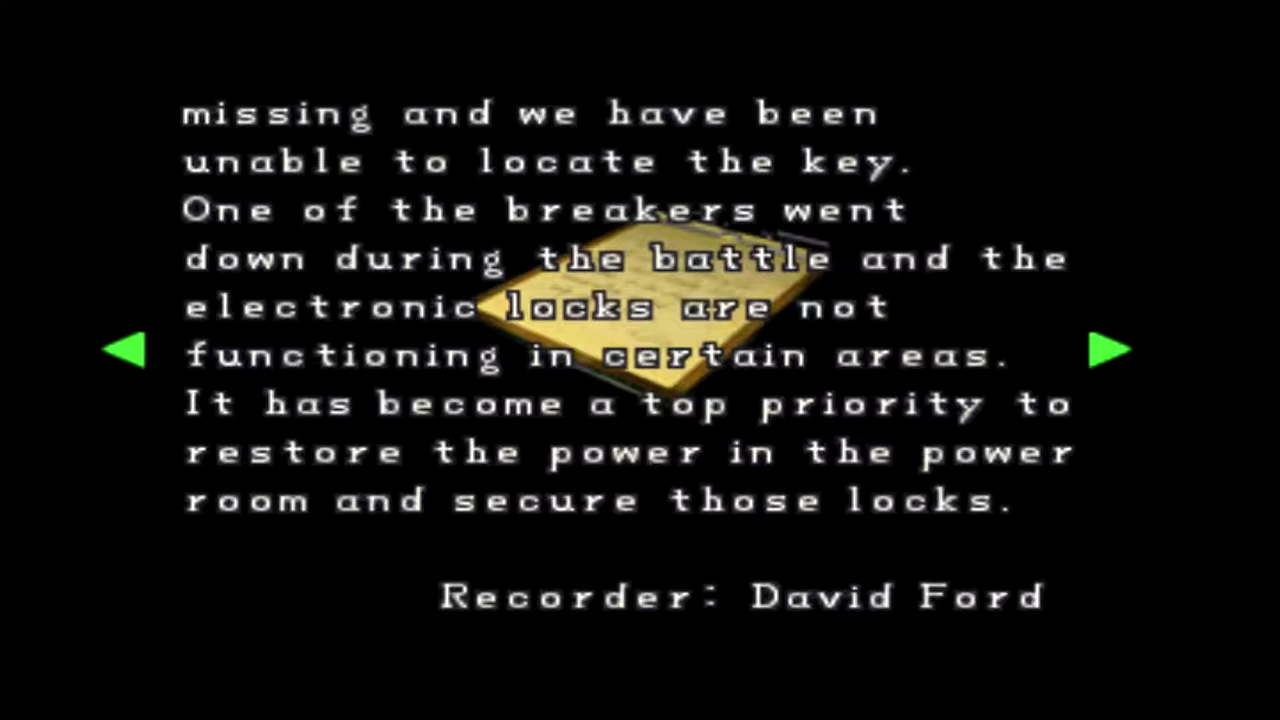 missing and we have been
unable to locate the key.
One of the breakers went
down during the battle and the
electronic locks are not
functioning in certain areas.
It has become a top priority to
restore the power in the power
room and secure those locks.
Recorder: David Ford